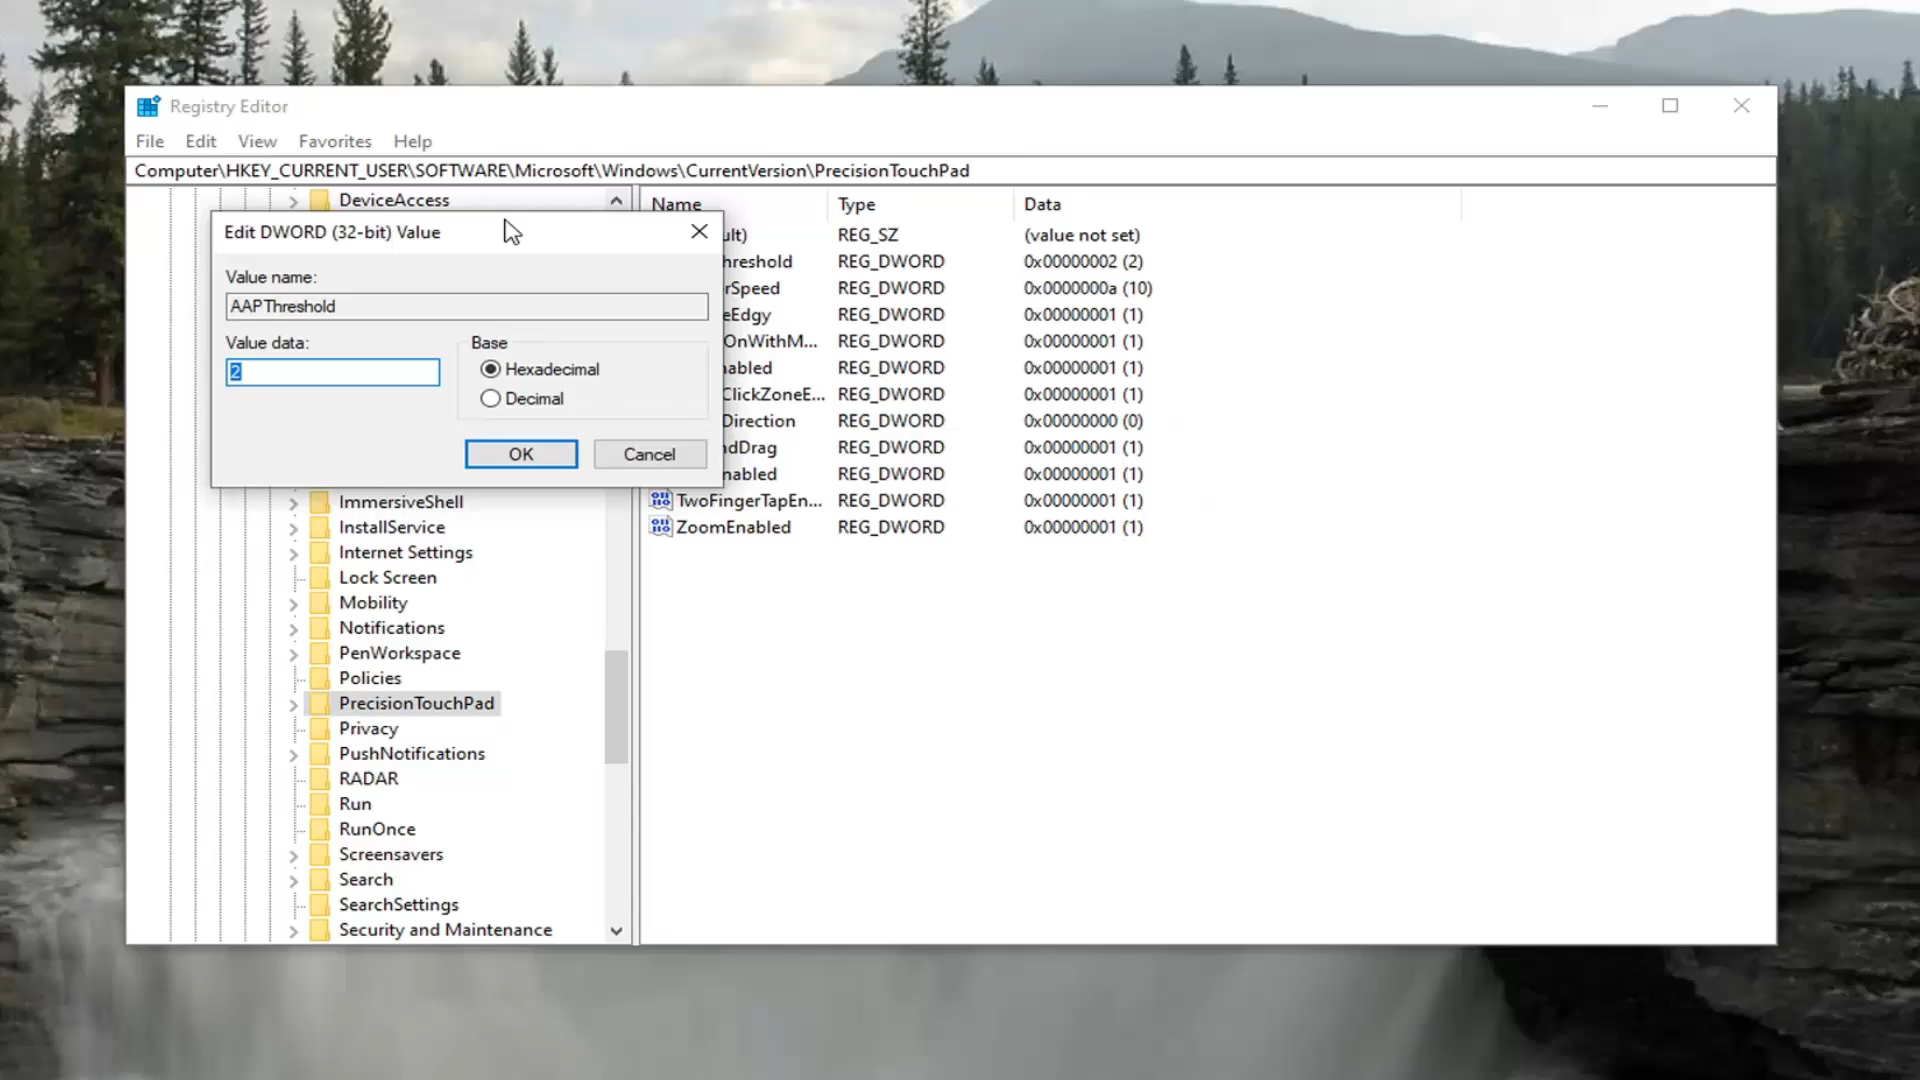 Registry Editor
File Edit View Favorites Help
Computer\HKEY_CURRENT_USER\SOFTWARE\Microsoft\Windows\CurrentVersion\PrecisionTouchPad
DeviceAccess
Edit DWORD (32-bit) Value
Value name:
AAPThreshold
Value data:
2
Base
Hexadecimal
Decimal
OK
Cancel
ImmersiveShell
InstallService
Internet Settings
Lock Screen
Mobility
Notifications
PenWorkspace
Policies
PrecisionTouchPad
Privacy
PushNotifications
RADAR
Run
RunOnce
Screensavers
Search
SearchSettings
Security and Maintenance
Name Type Data
ult) REG_SZ (value not set)
hreshold REG_DWORD 0x00000002 (2)
rSpeed REG_DWORD 0x0000000a (10)
eEdgy REG_DWORD 0x00000001 (1)
OnWithM... REG_DWORD 0x00000001 (1)
nabled REG_DWORD 0x00000001 (1)
ClickZoneE... REG_DWORD 0x00000001 (1)
Direction REG_DWORD 0x00000000 (0)
ndDrag REG_DWORD 0x00000001 (1)
nabled REG_DWORD 0x00000001 (1)
TwoFingerTapEn... REG_DWORD 0x00000001 (1)
ZoomEnabled REG_DWORD 0x00000001 (1)